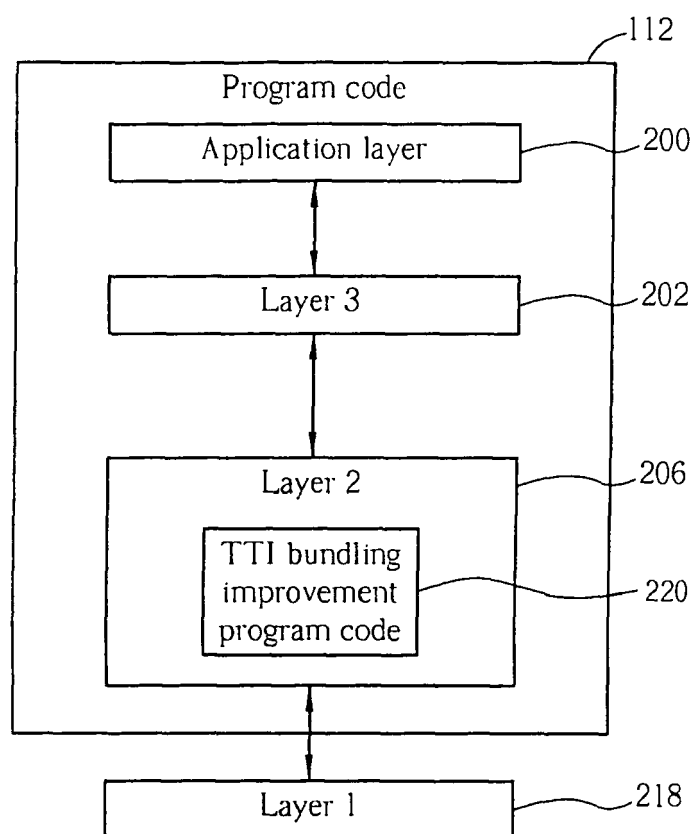 112
Program code
Application layer
200
Layer 3
202
Layer 2
206
TTI bundling
improvement
program code
220
Layer 1
218